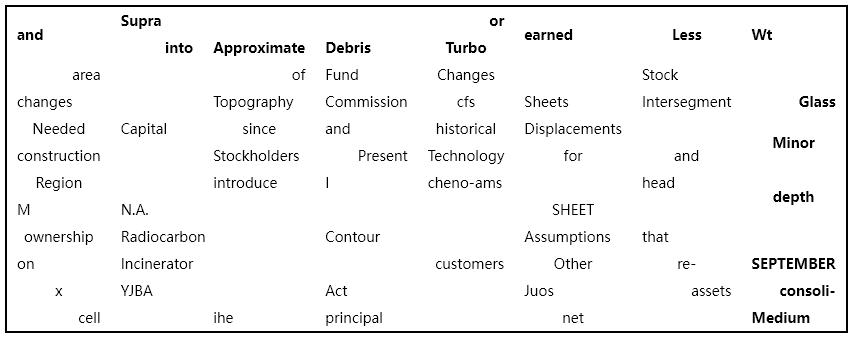 Supra or
and earned Less Wt
into Approximate Debris Turbo
area of Fund Changes Stock
changes Topography Commission cfs Sheets Intersegment Glass
Needed Capital since and historical Displacements
Minor
construction Stockholders Present Technology for and
Region introduce I cheno-ams head
depth
M N.A. SHEET
ownership Radiocarbon Contour Assumptions that
on Incinerator customers Other re- SEPTEMBER
x YJBA Act Juos assets consoli-
cell ihe principal net Medium